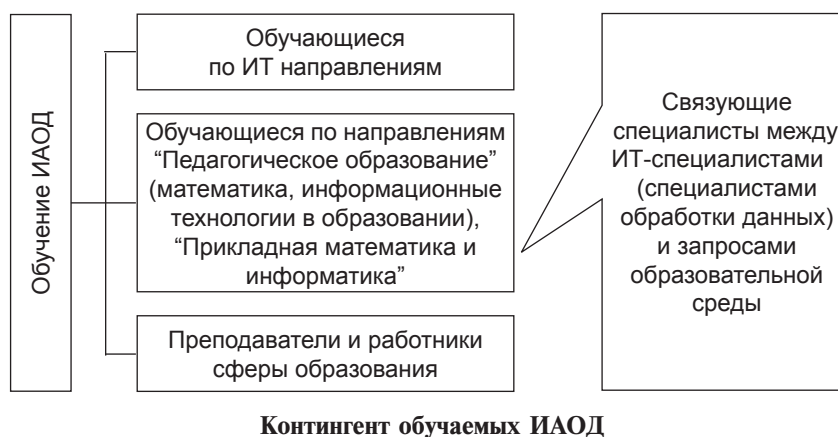 Обучение ИАОД
Обучающиеся
по ИТ направлениям
Обучающиеся по направлениям
“Педагогическое образование”
(математика, информационные
технологии в образовании),
“Прикладная математика и
информатика”
Преподаватели и работники
сферы образования
Связующие
специалисты между
ИТ-специалистами
(специалистами
обработки данных)
и запросами
образовательной
среды
Контингент обучаемых ИАОД